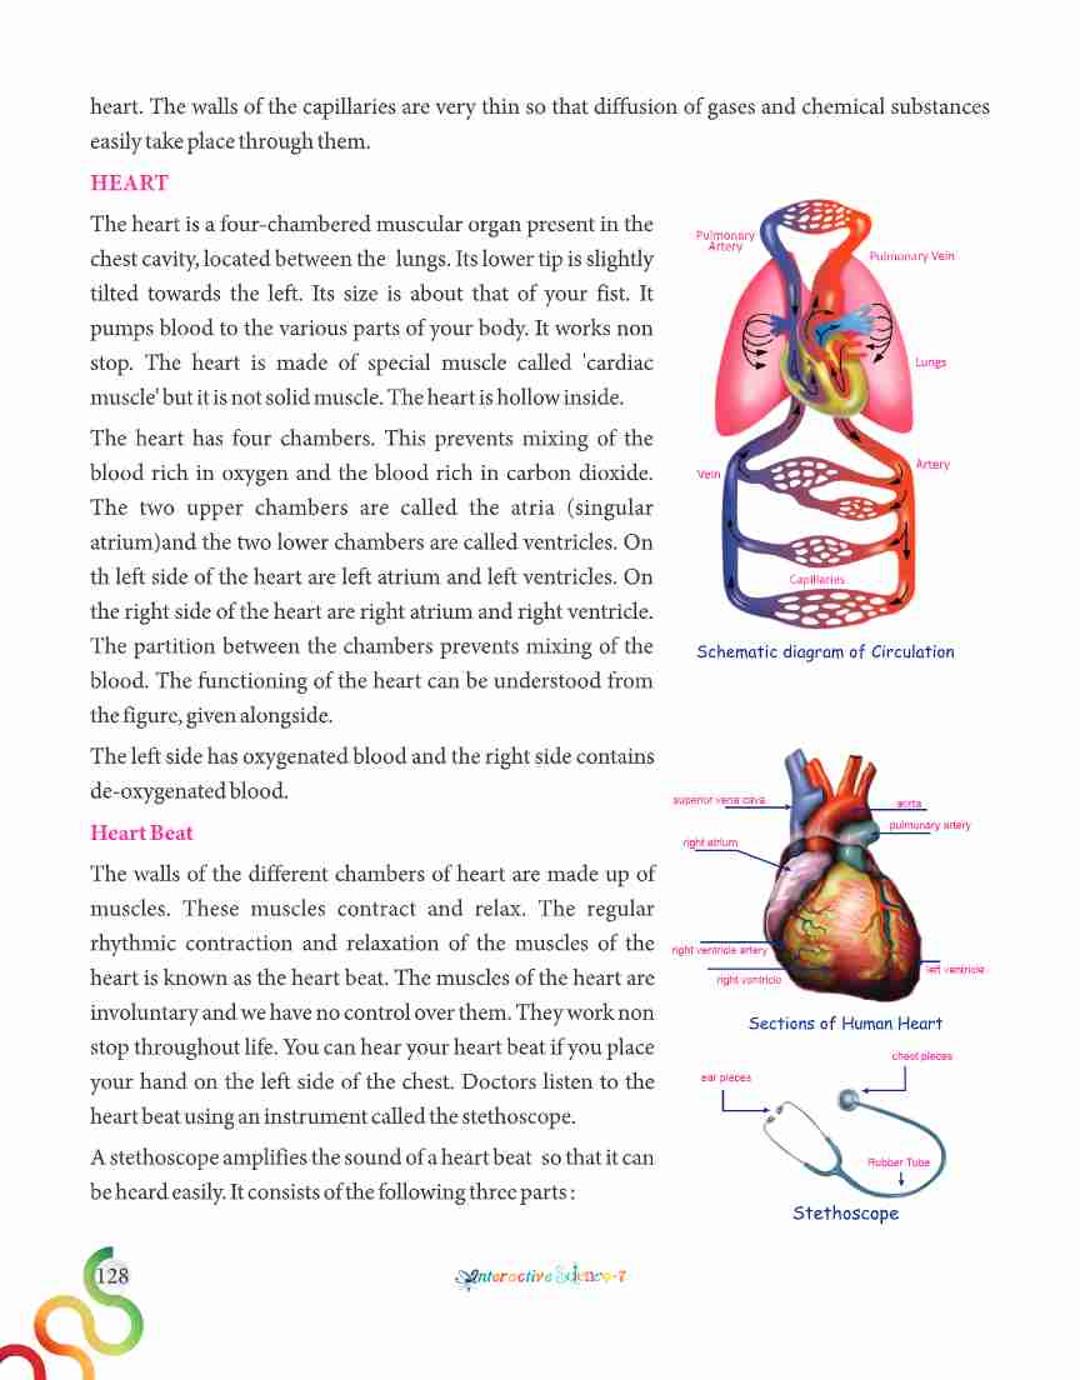 heart. The walls of the capillaries are very thin so that diffusion of gases and chemical substances
easily take place through them.
HEART
The heart is a four-chambered muscular organ present in the
chest cavity, located between the lungs. Its lower tip is slightly
tilted towards the left. Its size is about that of your fist. It
pumps blood to the various parts of your body. It works non
stop. The heart is made of special muscle called 'cardiac
muscle' but it is not solid muscle. The heart is hollow inside.
The heart has four chambers. This prevents mixing of the
blood rich in oxygen and the blood rich in carbon dioxide.
The two upper chambers are called the atria (singular
atrium)and the two lower chambers are called ventricles. On
th left side of the heart are left atrium and left ventricles. On
the right side of the heart are right atrium and right ventricle.
The partition between the chambers prevents mixing of the
blood. The functioning of the heart can be understood from
the figure, given alongside.
The left side has oxygenated blood and the right side contains
de-oxygenated blood.
Heart Beat
The walls of the different chambers of heart are made up of
muscles. These muscles contract and relax. The regular
rhythmic contraction and relaxation of the muscles of the
heart is known as the heart beat. The muscles of the heart are
involuntary and we have no control over them. They work non
stop throughout life. You can hear your heart beat if you place
your hand on the left side of the chest. Doctors listen to the
heart beat using an instrument called the stethoscope.
A stethoscope amplifies the sound of a heart beat so that it can
be heard easily. It consists of the following three parts :
Pulmonary
Artery
Pulmonary Vein
Lungs
Vein
Artery
Capillaries
Schematic diagram of Circulation
superior vena cava
aorta
pulmunary artery
right atrium
right ventricle artery
right ventricle
left ventricle
Sections of Human Heart
chest pieces
ear pieces
Rubber Tube
Stethoscope
128
Interactive Science-7